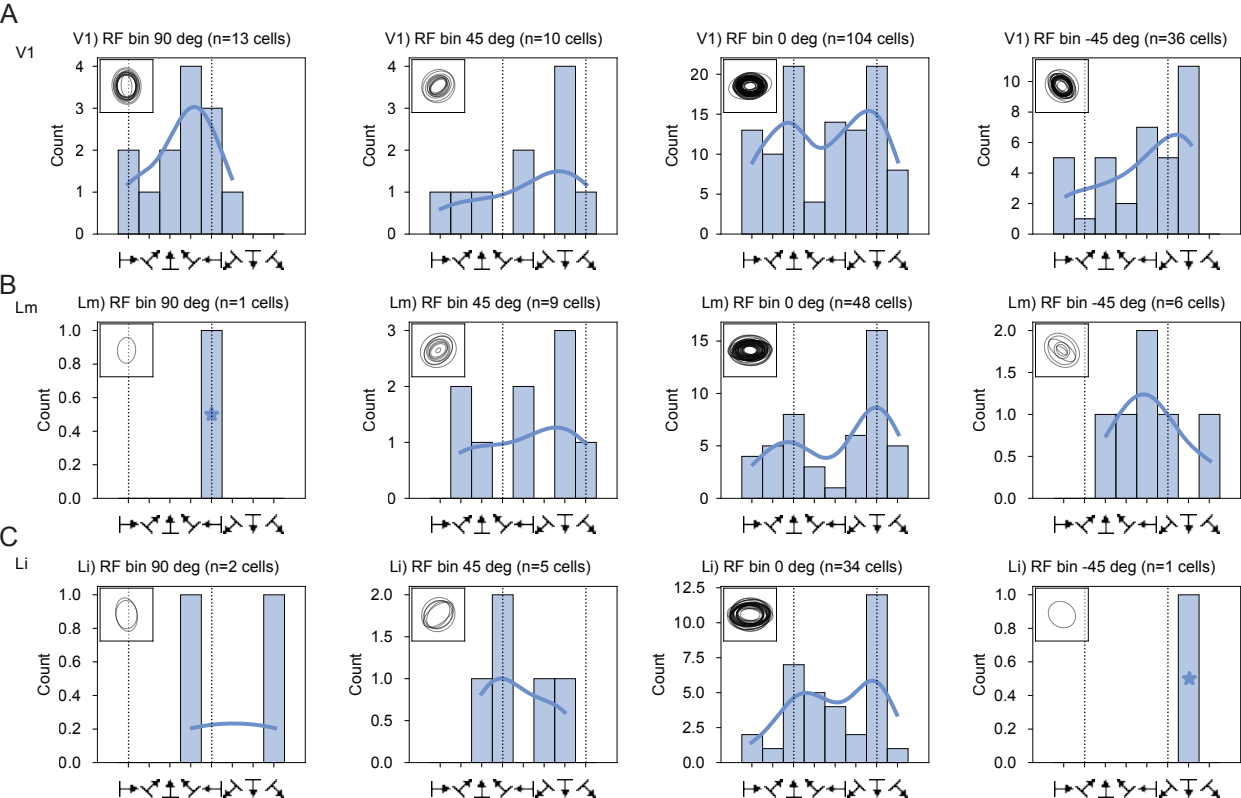 A
V1
V1) RF bin 90 deg (n=13 cells)
V1) RF bin 45 deg (n=10 cells)
V1) RF bin 0 deg (n=104 cells)
V1) RF bin -45 deg (n=36 cells)
Count
4
3
2
1
0
Count
4
3
2
1
0
Count
20
15
10
5
0
Count
10
8
6
4
2
0
B
Lm
Lm) RF bin 90 deg (n=1 cells)
Lm) RF bin 45 deg (n=9 cells)
Lm) RF bin 0 deg (n=48 cells)
Lm) RF bin -45 deg (n=6 cells)
Count
1.0
0.8
0.6
0.4
0.2
0.0
Count
3
2
1
0
Count
15
10
5
0
Count
2.0
1.5
1.0
0.5
0.0
C
Li
Li) RF bin 90 deg (n=2 cells)
Li) RF bin 45 deg (n=5 cells)
Li) RF bin 0 deg (n=34 cells)
Li) RF bin -45 deg (n=1 cells)
Count
1.0
0.8
0.6
0.4
0.2
0.0
Count
2.0
1.5
1.0
0.5
0.0
Count
12.5
10.0
7.5
5.0
2.5
0.0
Count
1.0
0.8
0.6
0.4
0.2
0.0